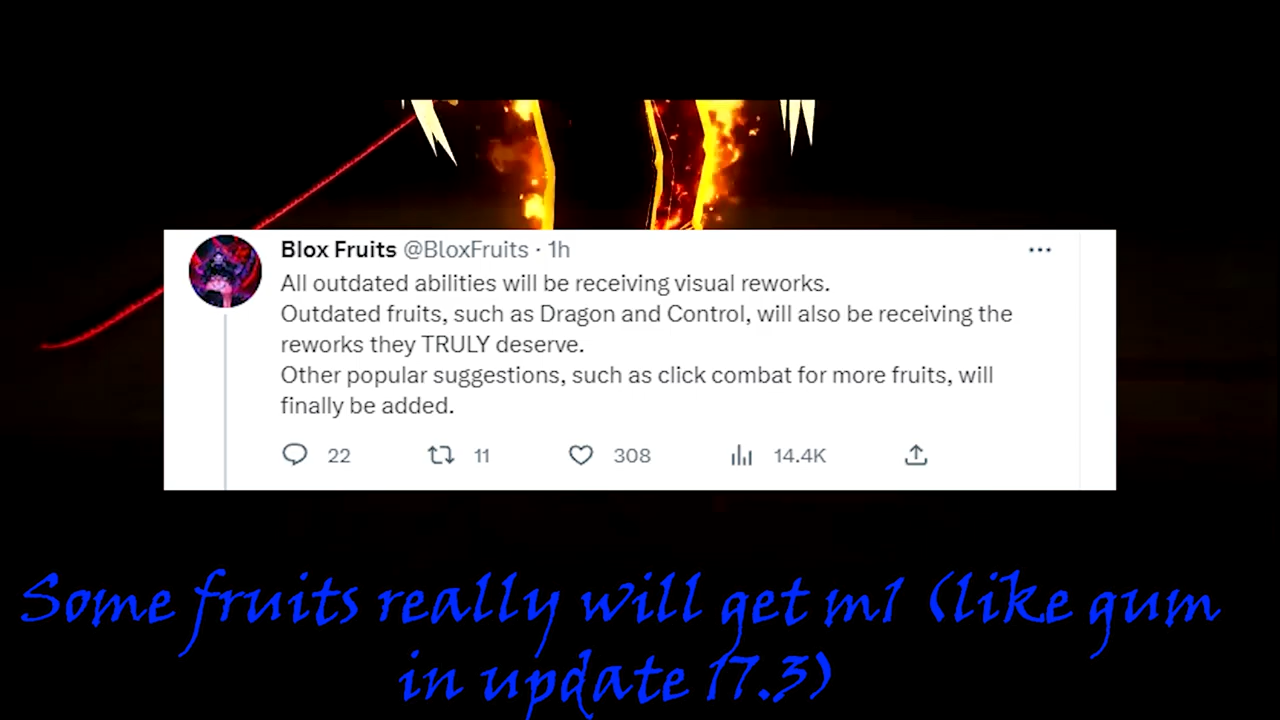 Blox Fruits @BloxFruits · 1h
All outdated abilities will be receiving visual reworks.
Outdated fruits, such as Dragon and Control, will also be receiving the
reworks they TRULY deserve.
Other popular suggestions, such as click combat for more fruits, will
finally be added.
22 11 308 14.4K
Some fruits really will get m1 (like gum
in update 17.3)